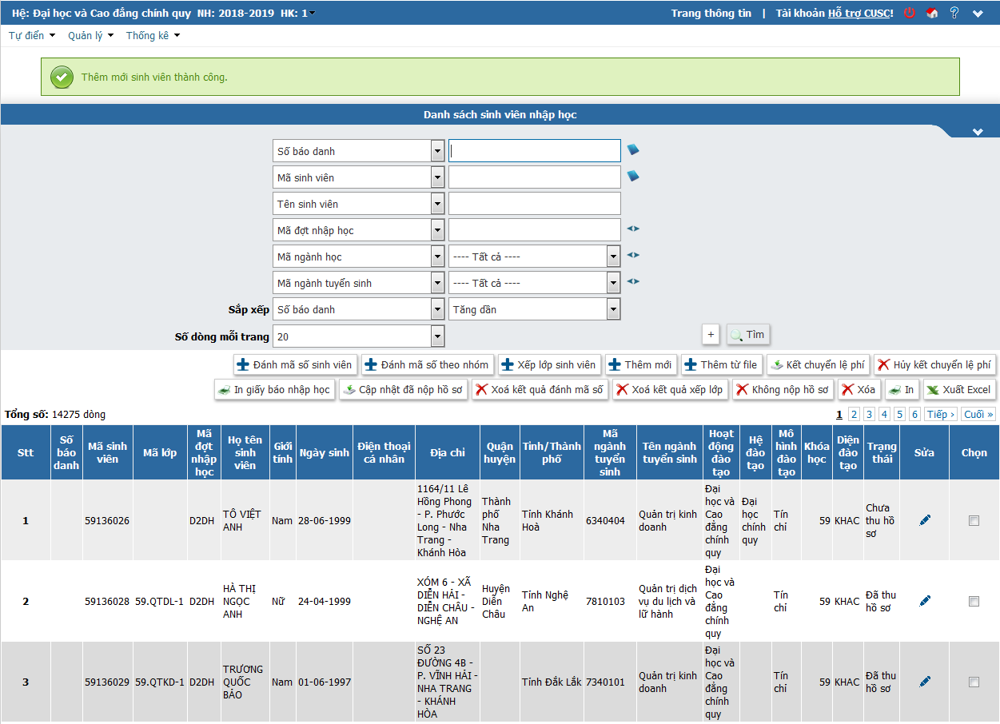 Hệ: Đại học và Cao đẳng chính quy NH: 2018-2019 HK: 1
Trang thông tin | Tài khoản Hỗ trợ CUSC!
Tự điển Quản lý Thống kê
Thêm mới sinh viên thành công.
Danh sách sinh viên nhập học
Số báo danh
Mã sinh viên
Tên sinh viên
Mã đợt nhập học
Mã ngành học ---- Tất cả ----
Mã ngành tuyển sinh ---- Tất cả ----
Sắp xếp Số báo danh Tăng dần
Số dòng mỗi trang 20 + Tìm
Đánh mã số sinh viên Đánh mã số theo nhóm Xếp lớp sinh viên Thêm mới Thêm từ file Kết chuyển lệ phí Hủy kết chuyển lệ phí
In giấy báo nhập học Cập nhật đã nộp hồ sơ Xoá kết quả đánh mã số Xoá kết quả xếp lớp Không nộp hồ sơ Xóa In Xuất Excel
Tổng số: 14275 dòng
1 2 3 4 5 6 Tiếp › Cuối »
Stt
Số
báo
danh
Mã sinh
viên
Mã lớp
Mã
đợt
nhập
học
Họ tên
sinh
viên
Giới
tính
Ngày sinh
Điện thoại
cá nhân
Địa chỉ
Quận
huyện
Tỉnh/Thành
phố
Mã
ngành
tuyển
sinh
Tên ngành
tuyển sinh
Hoạt
động
đào
tạo
Hệ
đào
tạo
Mô
hình
đào
tạo
Khóa
học
Diện
đào
tạo
Trạng
thái
Sửa
Chọn
1
59136026
D2DH
TÔ VIỆT
ANH
Nam
28-06-1999
1164/11 Lê
Hồng Phong
- P. Phước
Long - Nha
Trang -
Khánh Hòa
Thành
phố
Nha
Trang
Tỉnh Khánh
Hoà
6340404
Quản trị kinh
doanh
Đại
học và
Cao
đẳng
chính
quy
Đại
học
chính
quy
Tín
chỉ
59
KHAC
Chưa
thu hồ
sơ
2
59136028
59.QTDL-1
D2DH
HÀ THỊ
NGỌC
ANH
Nữ
24-04-1999
XÓM 6 - XÃ
DIỄN HẢI -
DIỄN CHÂU -
NGHỆ AN
Huyện
Diễn
Châu
Tỉnh Nghệ
An
7810103
Quản trị dịch
vụ du lịch và
lữ hành
Đại
học và
Cao
đẳng
chính
quy
Tín
chỉ
59
KHAC
Đã thu
hồ sơ
3
59136029
59.QTKD-1
D2DH
TRƯƠNG
QUỐC
BẢO
Nam
01-06-1997
SỐ 23
ĐƯỜNG 4B -
P. VĨNH HẢI -
NHA TRANG
- KHÁNH
HÒA
Tỉnh Đắk Lắk
7340101
Quản trị kinh
doanh
Đại
học và
Cao
đẳng
chính
quy
Tín
chỉ
59
KHAC
Đã thu
hồ sơ